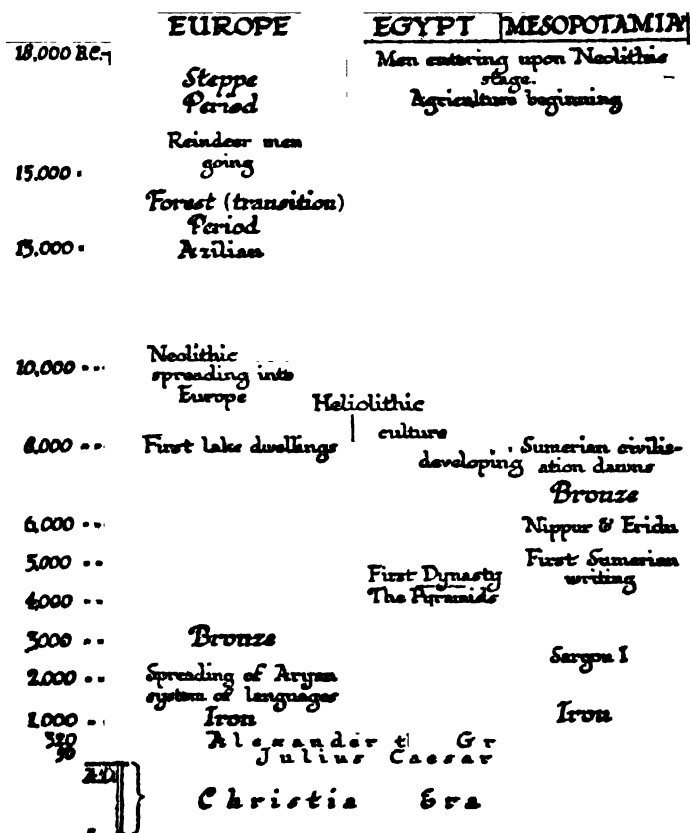 EUROPE EGYPT MESOPOTAMIA
18,000 B.C. Men entering upon Neolithic
stage.
Steppe
Period Agriculture beginning
Reindeer men
going
15,000
Forest (transition)
Period
13,000 Azilian
Neolithic
10,000 spreading into
Europe
Heliolithic
culture
8,000 First lake dwellings Sumerian civilis-
developing ation dawns
Bronze
6,000 Nippur & Eridu
5,000 First Sumerian
writing
First Dynasty
4,000 The Pyramids
3,000 Bronze
Sargon I
2,000 Spreading of Aryan
system of languages
1,000 Iron Iron
Alexander Gr
Julius Caesar
A.D.
Christia Era